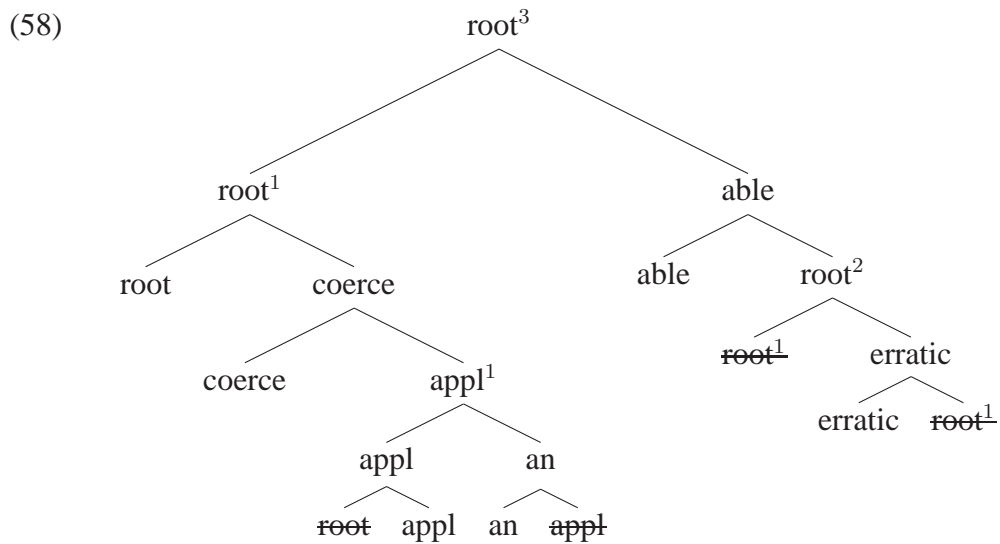 (58) root³
root¹ able
root coerce able root²
coerce appl¹ root¹ erratic
appl an erratic root¹
root appl an appl